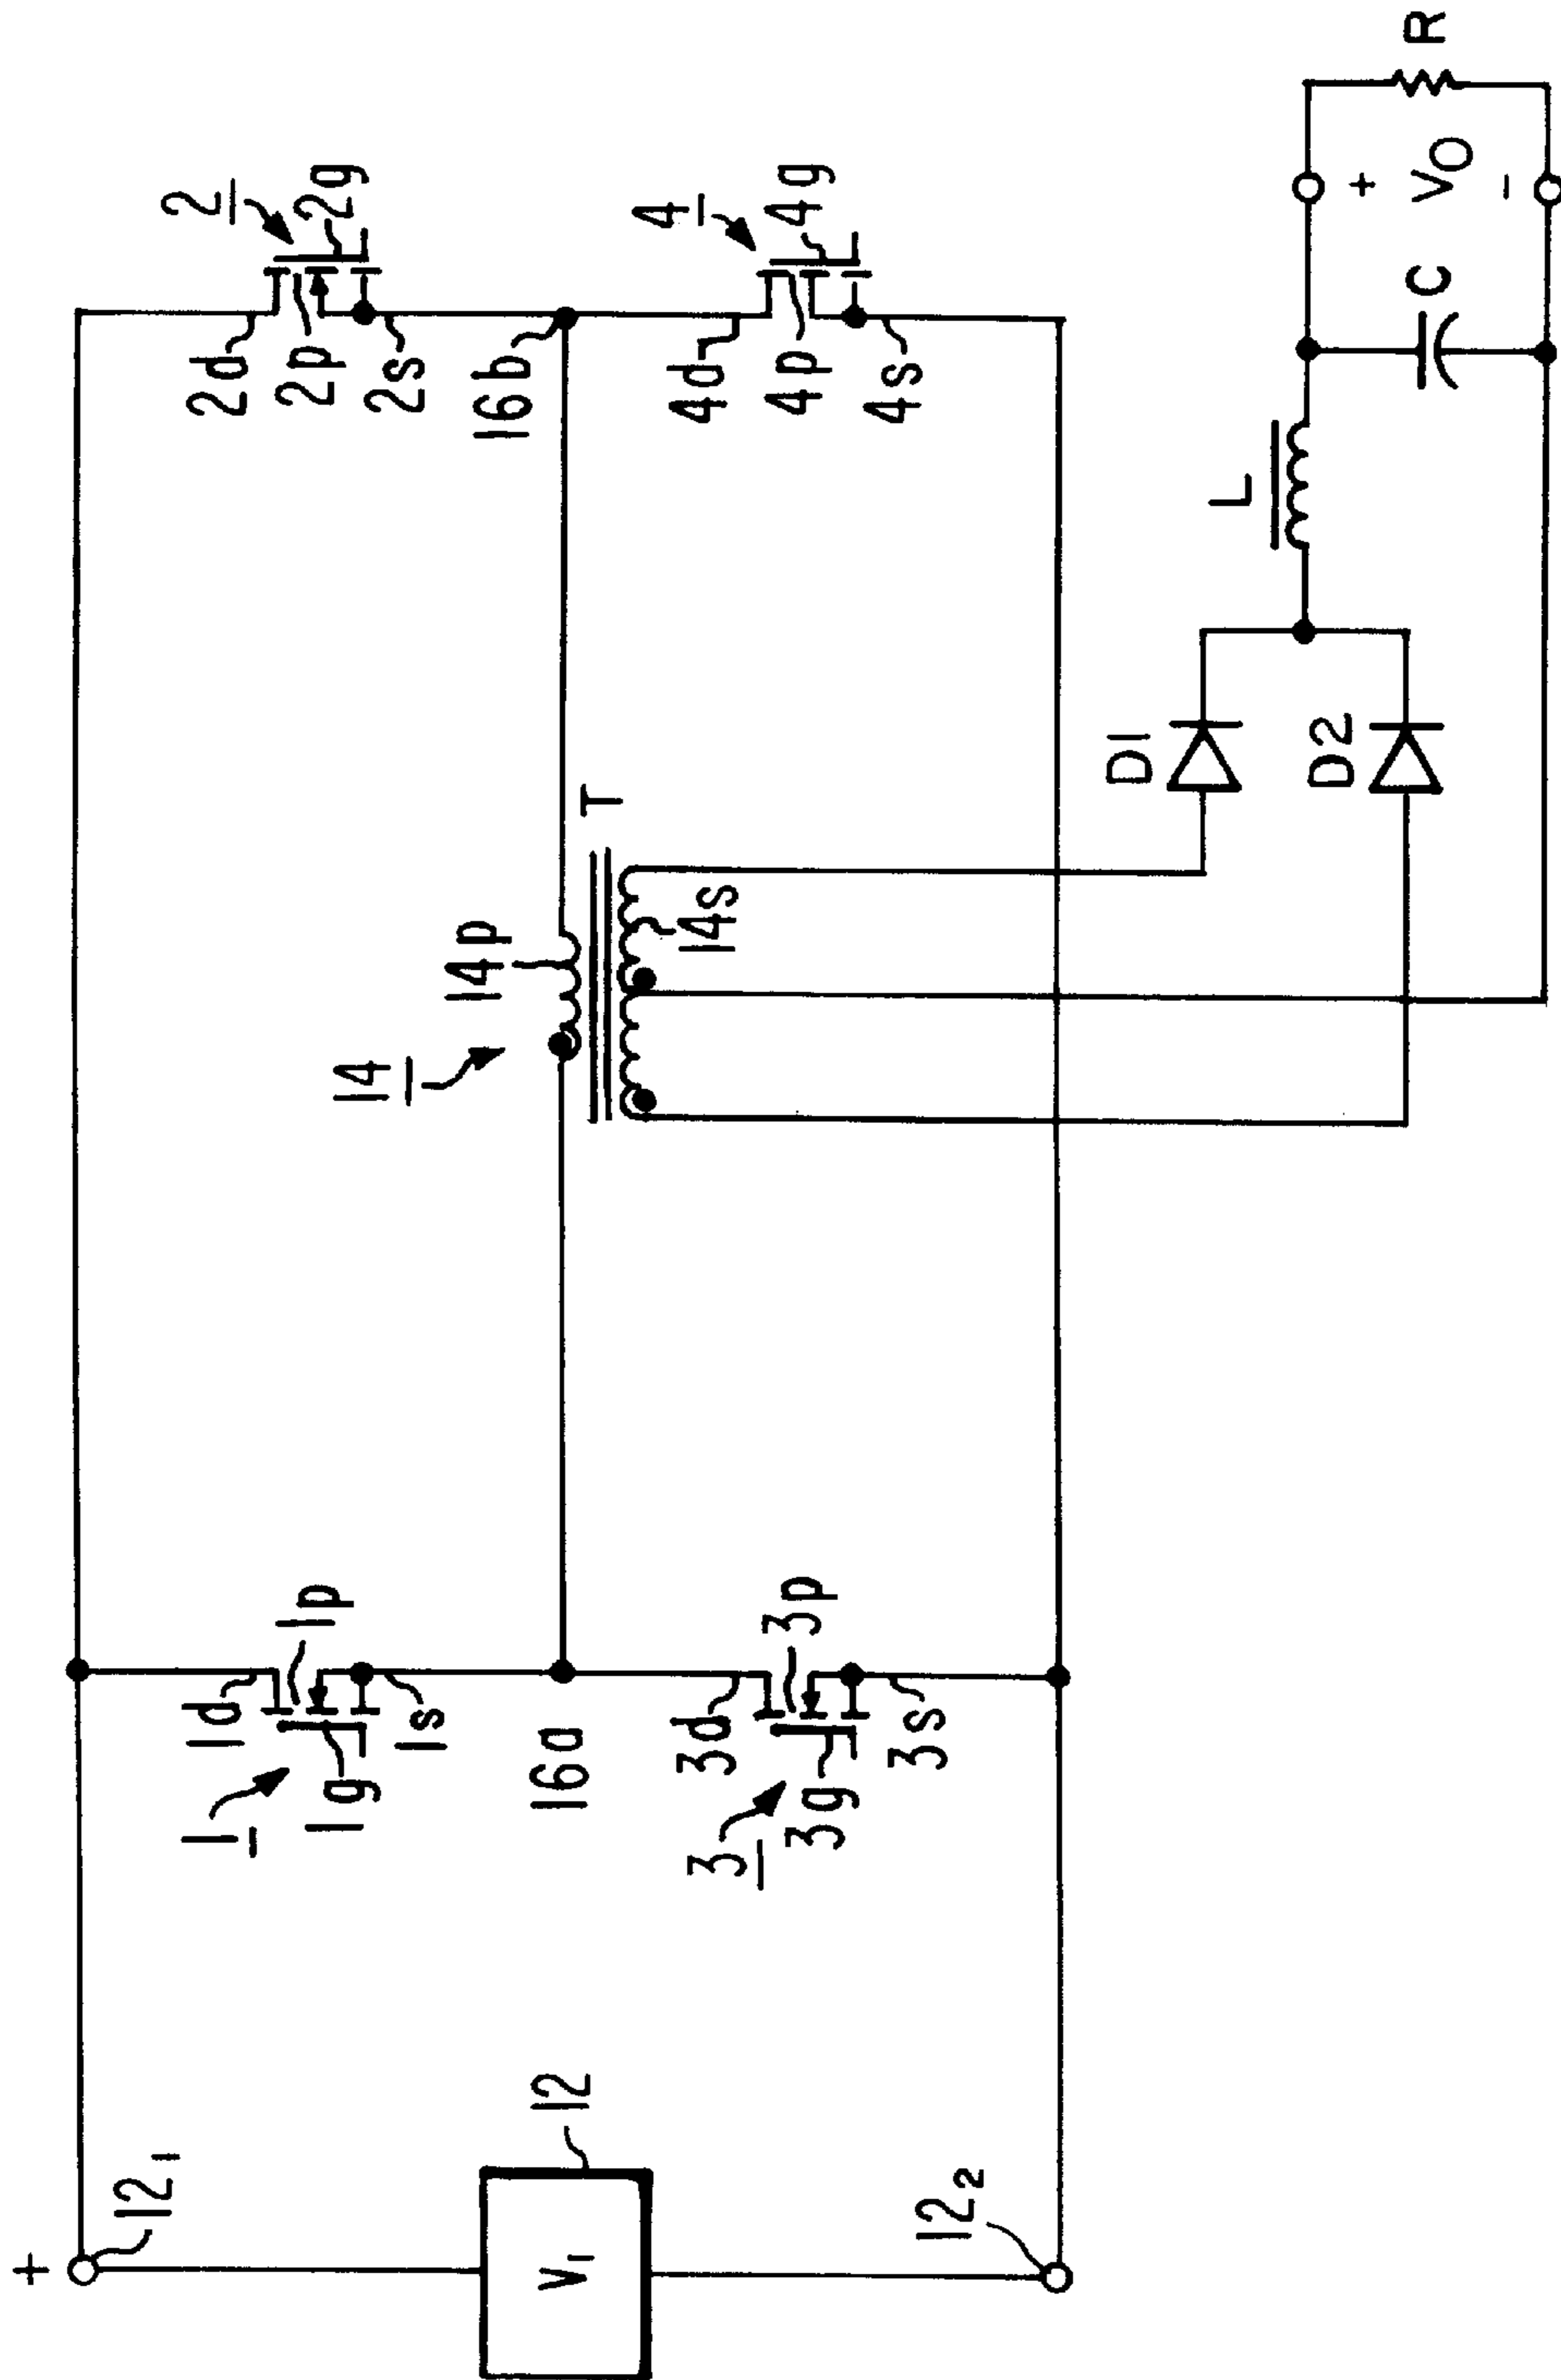 +
12₁
V₁
12
12₂
1
1d
1g
1p
1s
16a
3
3d
3g
3p
3s
14
14p
14s
T
2
2d
2g
2p
2s
16b
4
4d
4g
4p
4s
D1
D2
L
C
+
VO
-
R